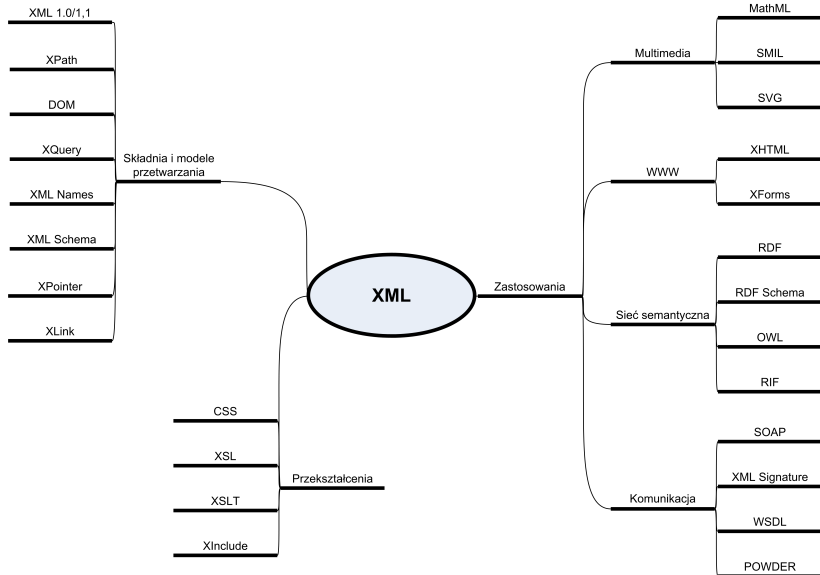 XML 1.0/1,1
XPath
DOM
XQuery
XML Names
XML Schema
XPointer
XLink
Składnia i modele
przetwarzania
CSS
XSL
XSLT
XInclude
Przekształcenia
XML
Zastosowania
Multimedia
MathML
SMIL
SVG
WWW
XHTML
XForms
Sieć semantyczna
RDF
RDF Schema
OWL
RIF
Komunikacja
SOAP
XML Signature
WSDL
POWDER